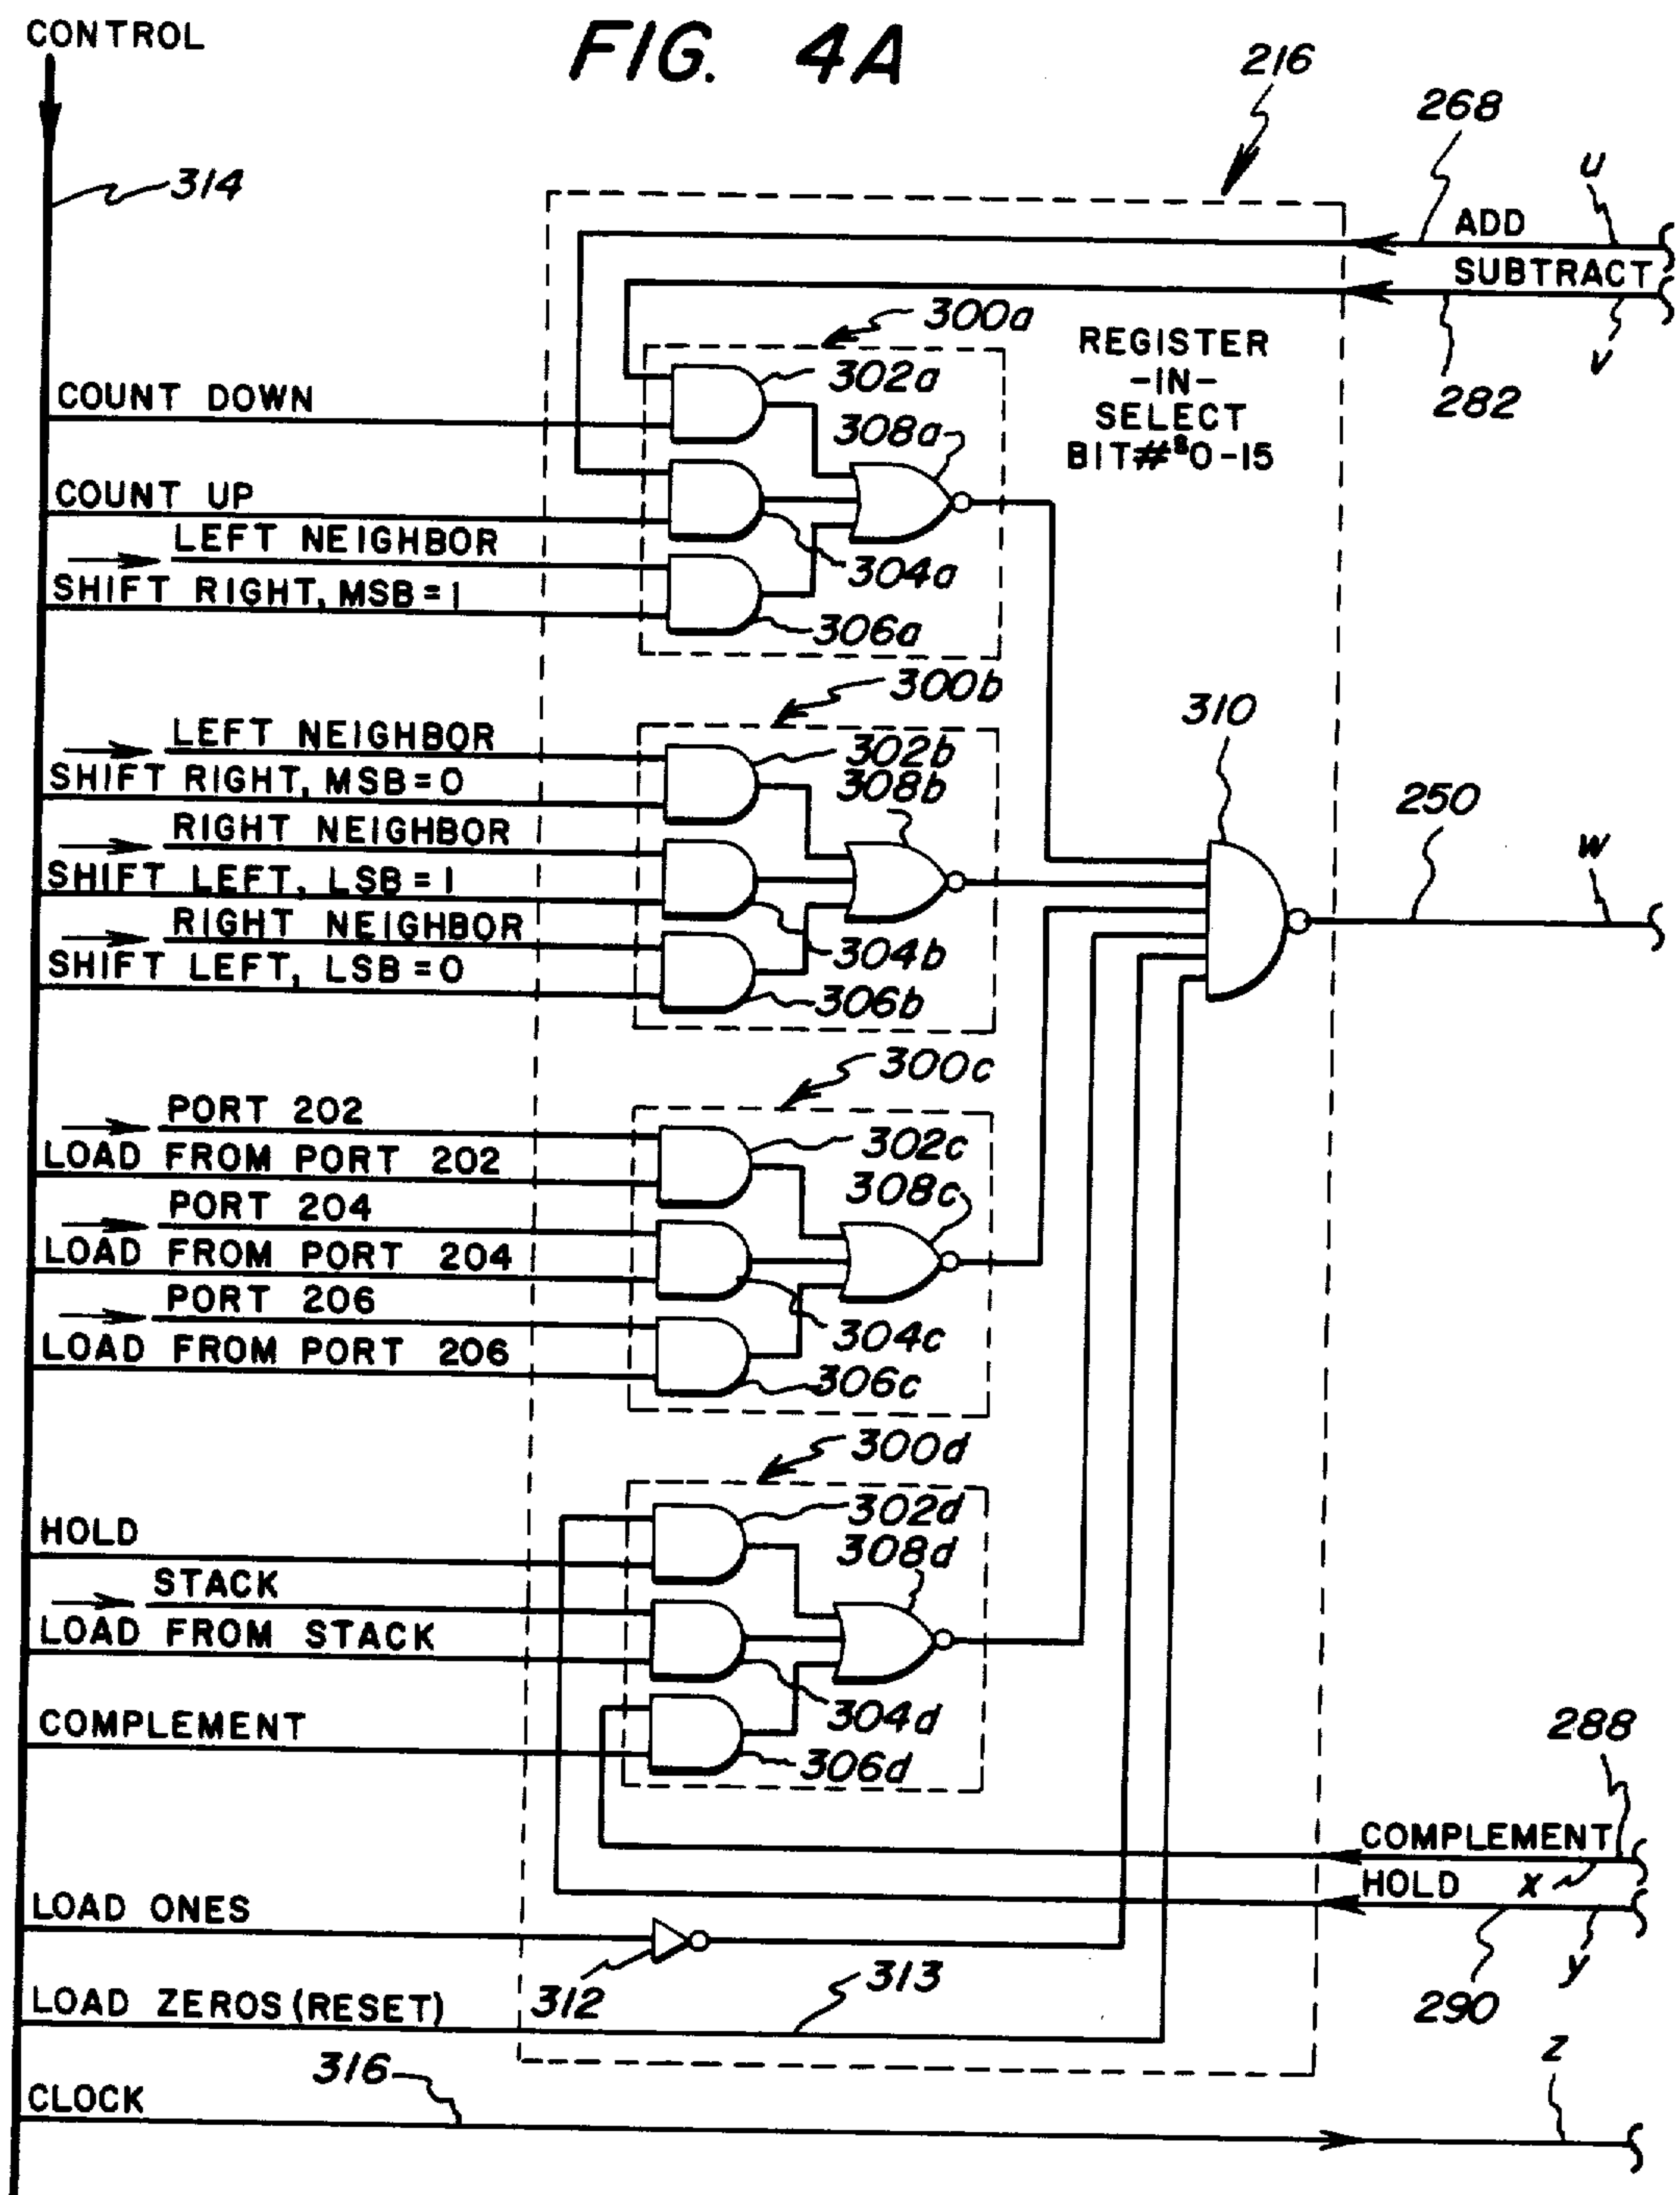 CONTROL
FIG. 4A
216
268
u
314
ADD
SUBTRACT
v
282
300a
REGISTER
-IN-
SELECT
BIT#S0-15
302a
COUNT DOWN
308a
COUNT UP
LEFT NEIGHBOR
304a
SHIFT RIGHT, MSB=1
306a
300b
310
LEFT NEIGHBOR
302b
SHIFT RIGHT, MSB=0
308b
250
w
RIGHT NEIGHBOR
SHIFT LEFT, LSB=1
RIGHT NEIGHBOR
304b
SHIFT LEFT, LSB=0
306b
300c
PORT 202
302c
LOAD FROM PORT 202
308c
PORT 204
LOAD FROM PORT 204
PORT 206
304c
LOAD FROM PORT 206
306c
300d
302d
HOLD
308d
STACK
LOAD FROM STACK
304d
COMPLEMENT
306d
288
COMPLEMENT
HOLD
x
LOAD ONES
y
290
312
313
LOAD ZEROS (RESET)
316
z
CLOCK